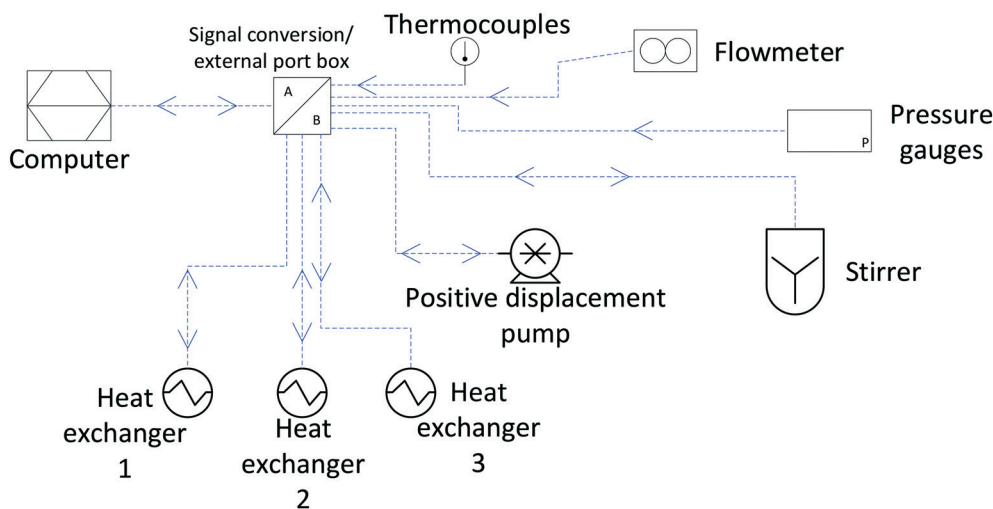 Signal conversion/
external port box
Thermocouples
Flowmeter
A
B
Computer
Pressure
gauges
P
Stirrer
Positive displacement
pump
Heat
exchanger
1
Heat
exchanger
2
Heat
exchanger
3